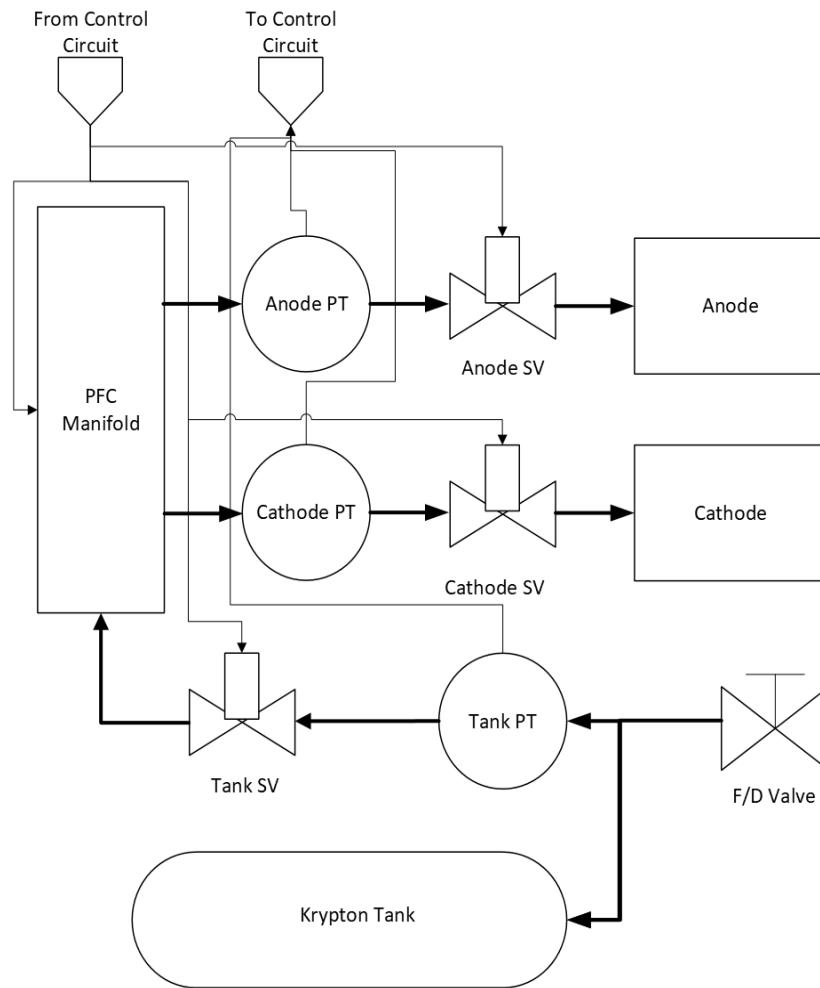 From Control
Circuit
To Control
Circuit
Anode PT
Anode
Anode SV
PFC
Manifold
Cathode PT
Cathode
Cathode SV
Tank PT
Tank SV
F/D Valve
Krypton Tank